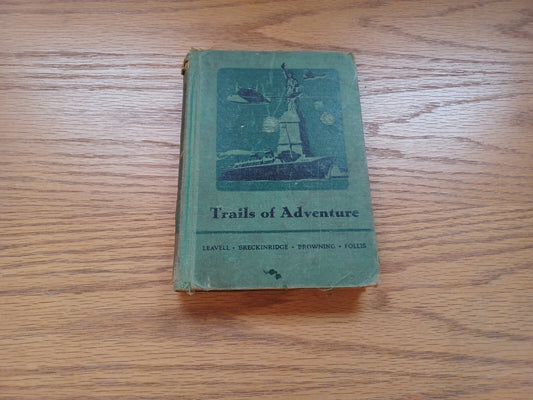 Trails of Adventure
LEAVELL • BRECKINRIDGE • BROWNING • FOLLIS